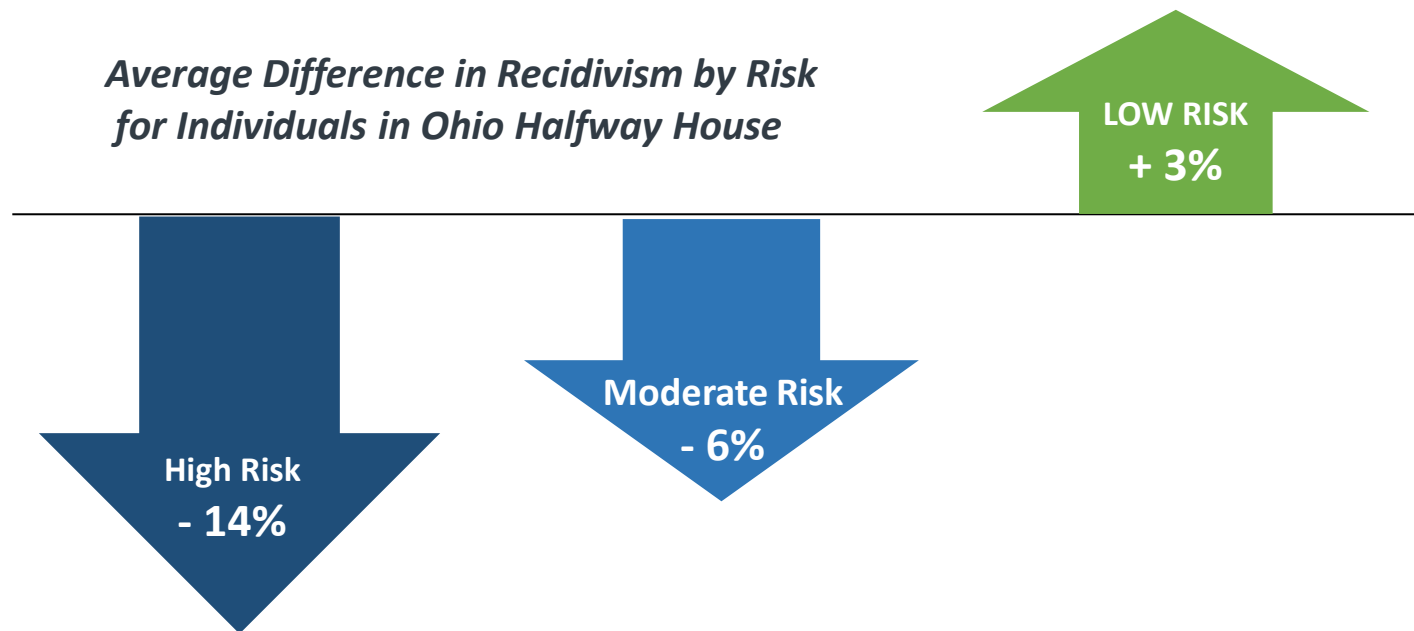 Average Difference in Recidivism by Risk
for Individuals in Ohio Halfway House
LOW RISK
+ 3%
High Risk
- 14%
Moderate Risk
- 6%